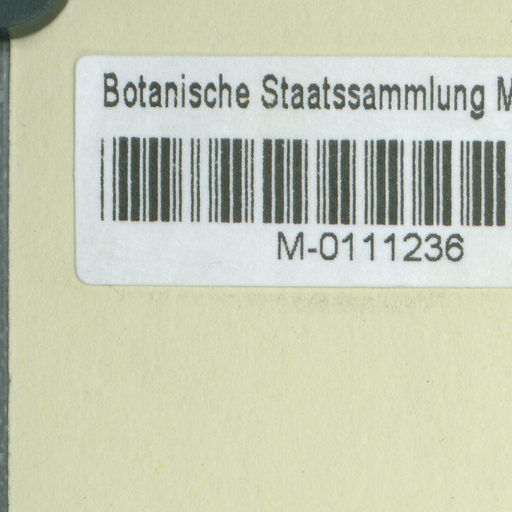 Botanische Staatssammlung M
M-0111236